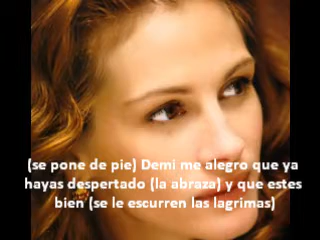 (se pone de pie) Demi me alegro que ya
hayas despertado (la abraza) y que estes
bien (se le escurren las lagrimas)